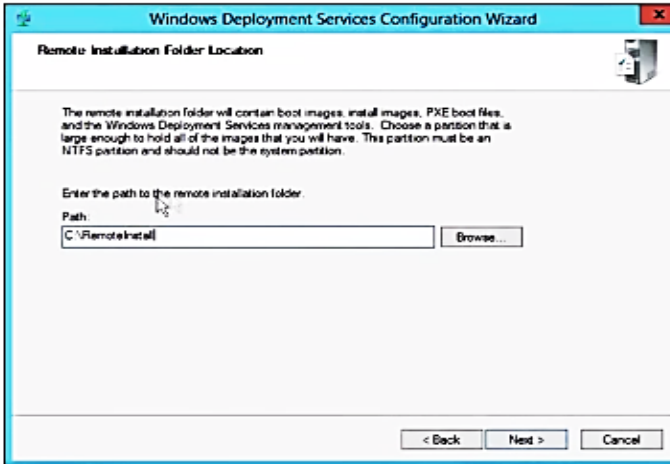 Windows Deployment Services Configuration Wizard
Remote Installation Folder Location
The remote installation folder will contain boot images, install images, PXE boot files,
and the Windows Deployment Services management tools. Choose a partition that is
large enough to hold all of the images that you will have. This partition must be an
NTFS partition and should not be the system partition.
Enter the path to the remote installation folder.
Path:
C:\RemoteInstall
Browse...
< Back
Next >
Cancel